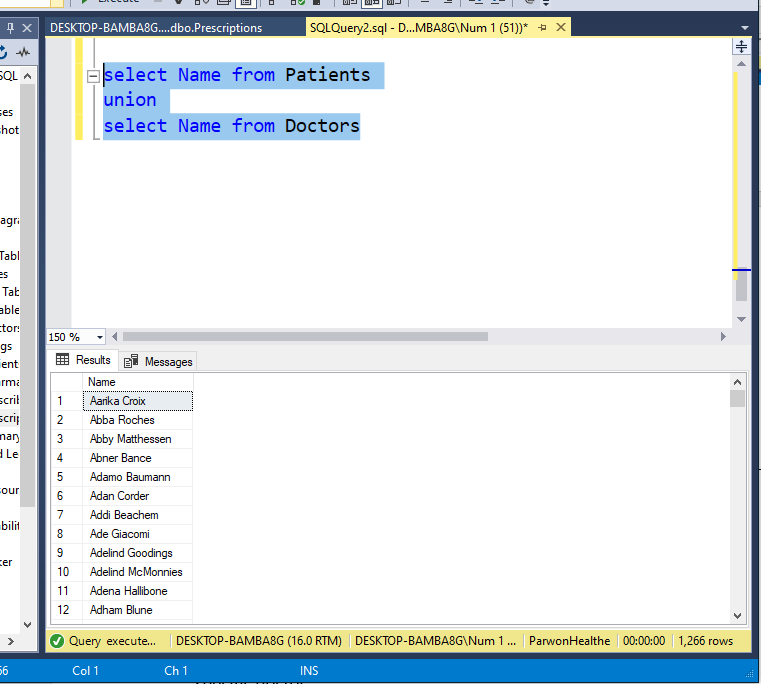 Execute
DESKTOP-BAMBA8G....dbo.Prescriptions
SQLQuery2.sql - D...MBA8G\Num 1 (51))*
select Name from Patients
union
select Name from Doctors
SQL
150 %
Results
Messages
Name
1 Aarika Croix
2 Abba Roches
3 Abby Matthessen
4 Abner Bance
5 Adamo Baumann
6 Adan Corder
7 Addi Beachem
8 Ade Giacomi
9 Adelind Goodings
10 Adelind McMonnies
11 Adena Hallibone
12 Adham Blune
Query execute...
DESKTOP-BAMBA8G (16.0 RTM)
DESKTOP-BAMBA8G\Num 1 ...
ParwonHealthe
00:00:00
1,266 rows
Col 1
Ch 1
INS